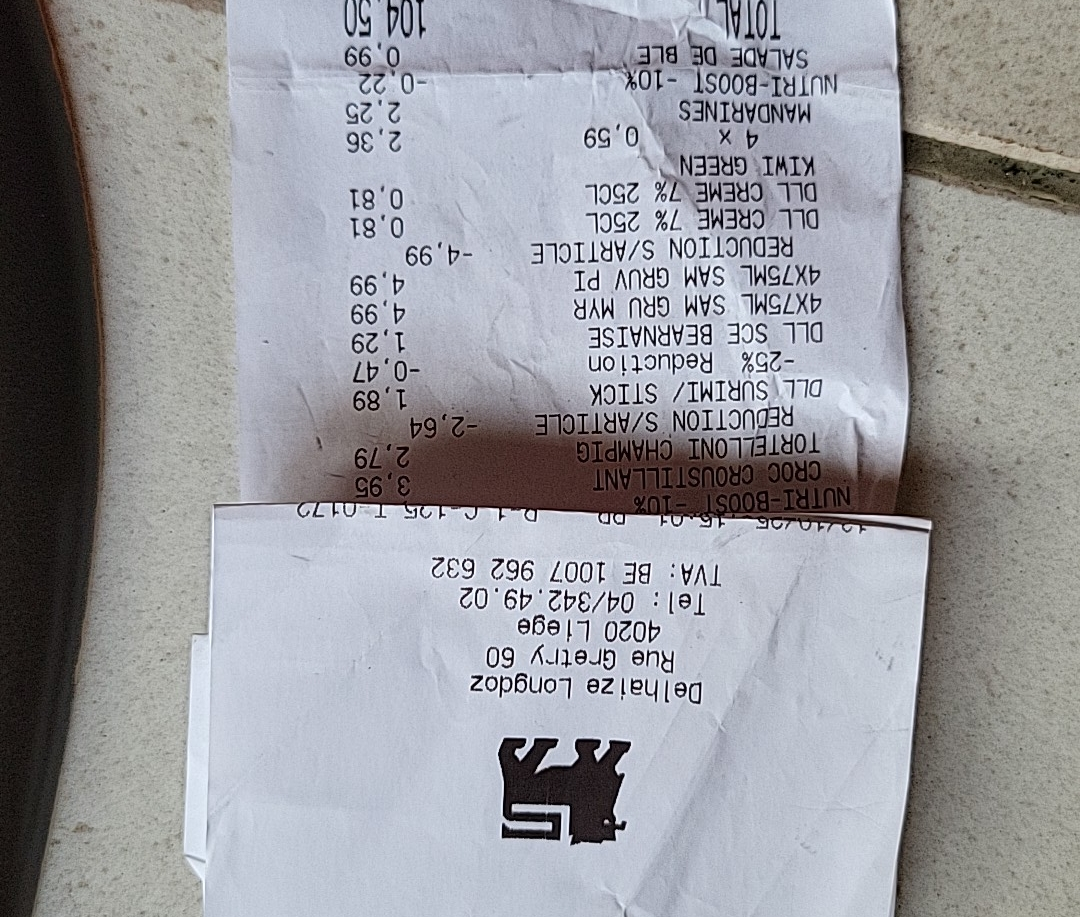 Delhaize Longdoz
Rue Gretry 60
4020 Liege
Tel: 04/342.49.02
TVA: BE 1007 962 632
NUTRI-BOOST -10%
CROC CROUSTILLANT 3,95
TORTELLONI CHAMPIG 2,79
REDUCTION S/ARTICLE -2,64
DLL SURIMI/ STICK 1,89
-25% Reduction -0,47
DLL SCE BEARNAISE 1,29
4X75ML SAM GRU MYR 4,99
4X75ML SAM GRUV PI 4,99
REDUCTION S/ARTICLE -4,99
DLL CREME 7% 25CL 0,81
DLL CREME 7% 25CL 0,81
KIWI GREEN
4 x 0,59 2,36
MANDARINES 2,25
NUTRI-BOOST -10% -0,22
SALADE DE BLE 0,99
TOTAL 104,50